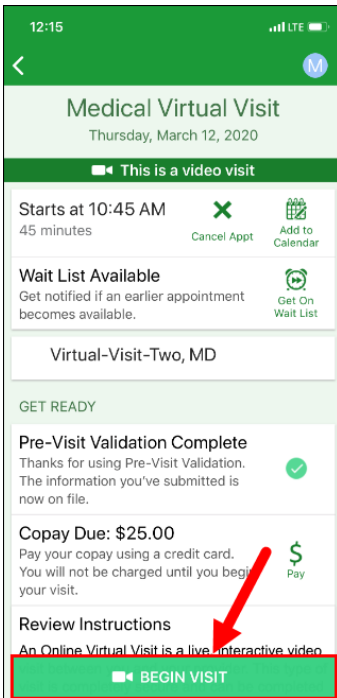 12:15
LTE
M
Medical Virtual Visit
Thursday, March 12, 2020
This is a video visit
Starts at 10:45 AM
45 minutes
Cancel Appt
Add to
Calendar
Wait List Available
Get notified if an earlier appointment
becomes available.
Get On
Wait List
Virtual-Visit-Two, MD
GET READY
Pre-Visit Validation Complete
Thanks for using Pre-Visit Validation.
The information you've submitted is
now on file.
Copay Due: $25.00
Pay your copay using a credit card.
You will not be charged until you begin
your visit.
$
Pay
Review Instructions
An Online Virtual Visit is a live, interactive video
BEGIN VISIT